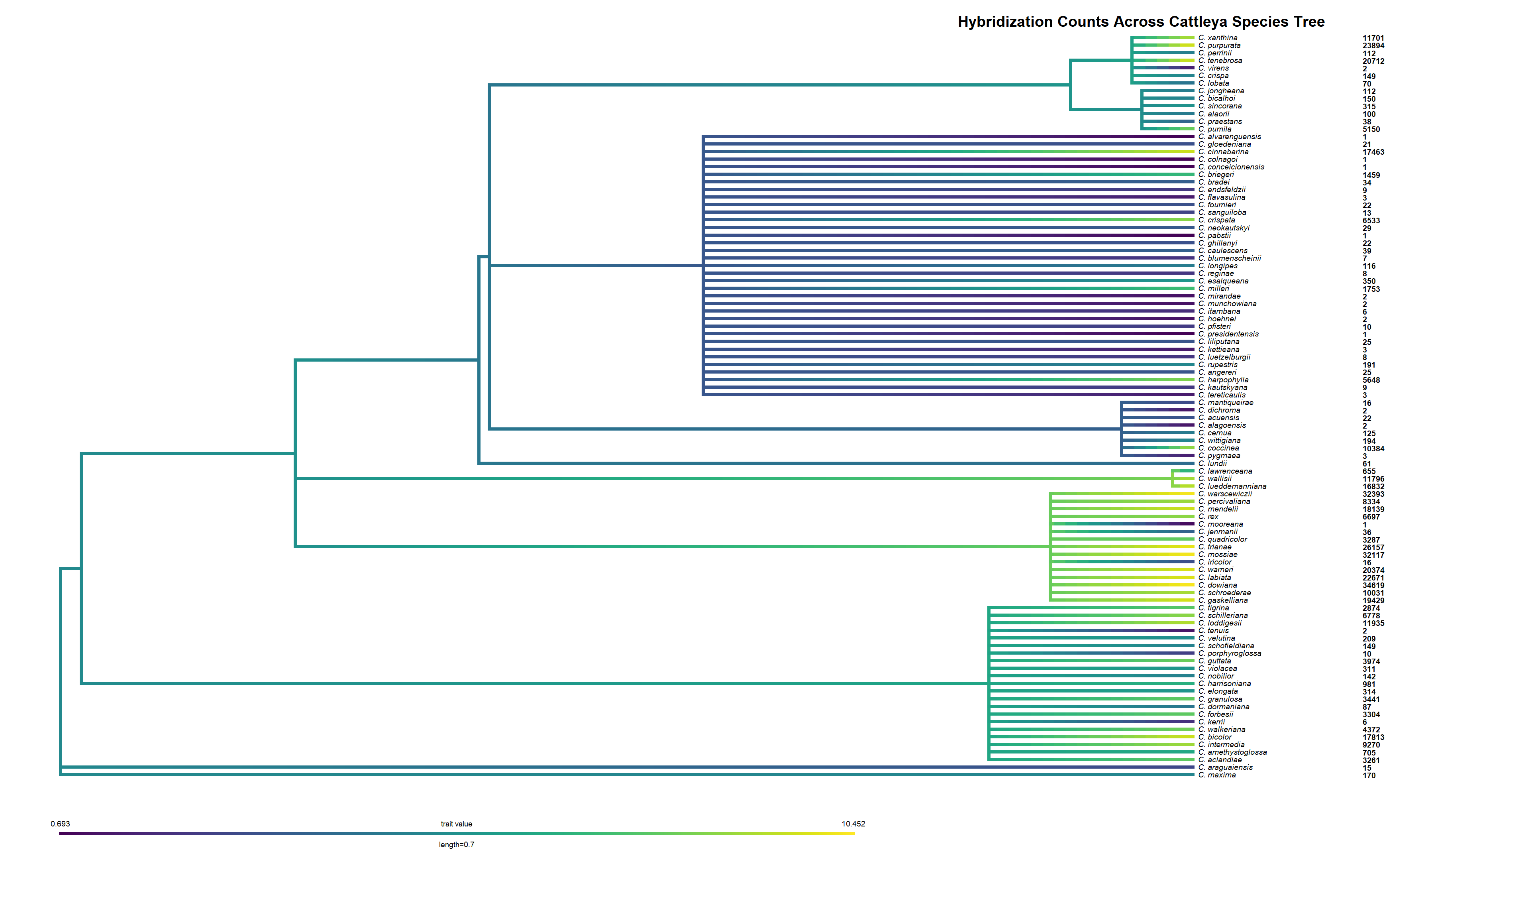 Hybridization Counts Across Cattleya Species Tree
C. xanthina 11701
C. purpurata 23894
C. perrinii 112
C. tenebrosa 20712
C. virens 2
C. crispa 149
C. lobata 70
C. jongheana 112
C. bicalhoi 150
C. sincorana 315
C. alaorii 100
C. praestans 38
C. pumila 5150
C. alvarenguensis 1
C. gloedeniana 21
C. cinnabarina 17463
C. colnagoi 1
C. conceicionensis 1
C. briegeri 1459
C. bradei 34
C. endsfeldzii 9
C. flavasulina 3
C. fournieri 22
C. sanguiloba 13
C. crispata 6533
C. neokautskyi 29
C. pabstii 1
C. ghillanyi 22
C. caulescens 39
C. blumenscheinii 7
C. longipes 116
C. reginae 8
C. esalqueana 350
C. milleri 1753
C. mirandae 2
C. munchowiana 2
C. itambana 6
C. hoehnei 2
C. pfisteri 10
C. presidentensis 1
C. liliputana 25
C. kettieana 3
C. luetzelburgii 8
C. rupestris 191
C. angereri 25
C. harpophylla 5648
C. kautskyana 9
C. tereticaulis 3
C. mantiqueirae 16
C. dichroma 2
C. acuensis 22
C. alagoensis 2
C. cernua 125
C. wittigiana 194
C. coccinea 10384
C. pygmaea 3
C. lundii 61
C. lawrenceana 655
C. wallisii 11796
C. lueddemanniana 16832
C. warscewiczii 32393
C. percivaliana 8334
C. mendelii 18139
C. rex 6697
C. mooreana 1
C. jenmanii 36
C. quadricolor 3287
C. trianae 26157
C. mossiae 32117
C. iricolor 16
C. warneri 20374
C. labiata 22671
C. dowiana 34619
C. schroederae 10031
C. gaskelliana 19429
C. tigrina 2874
C. schilleriana 6778
C. loddigesii 11935
C. tenuis 2
C. velutina 209
C. schofieldiana 149
C. porphyroglossa 10
C. guttata 3974
C. violacea 311
C. nobilior 142
C. harrisoniana 981
C. elongata 314
C. granulosa 3441
C. dormaniana 87
C. forbesii 3304
C. kerrii 6
C. walkeriana 4372
C. bicolor 17813
C. intermedia 9270
C. amethystoglossa 705
C. aclandiae 3261
C. araguaiensis 15
C. maxima 170
0.693 trait value 10.452
length=0.7